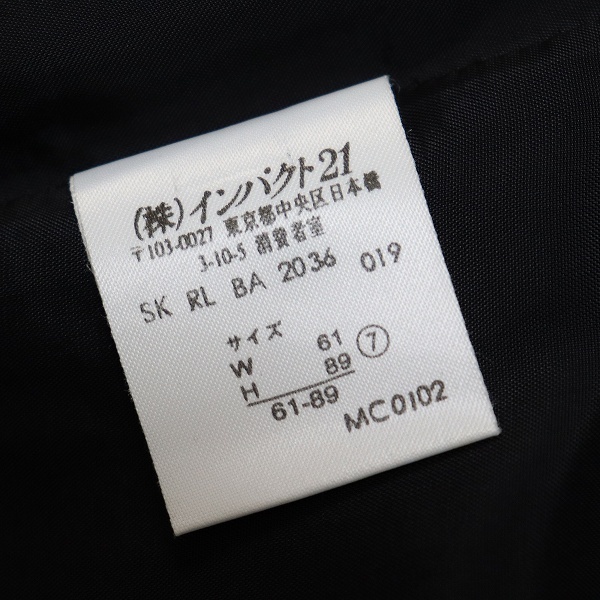 (株)インパクト21
〒103-0027 東京都中央区日本橋
3-10-5 消費者室
SK RL BA 2036 019
サイズ
W 61 ⑦
H 89
61-89
MC0102